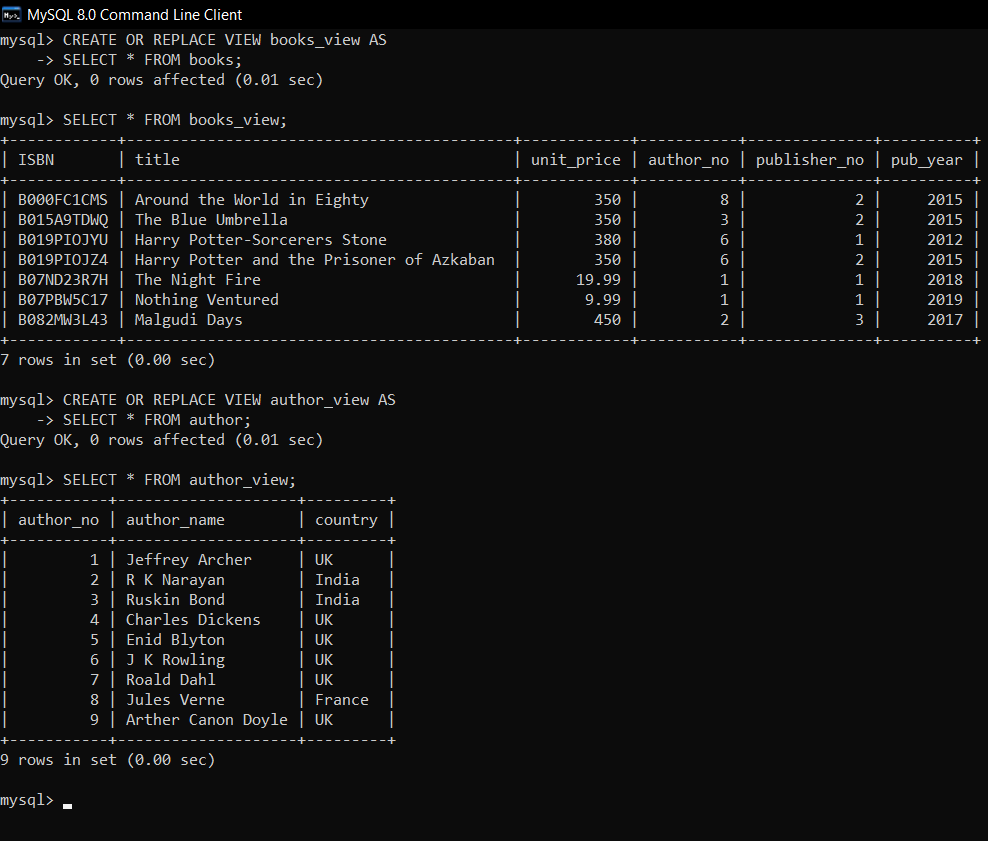 MySQL 8.0 Command Line Client
mysql> CREATE OR REPLACE VIEW books_view AS
    -> SELECT * FROM books;
Query OK, 0 rows affected (0.01 sec)

mysql> SELECT * FROM books_view;
+------------+-------------------------------------------+------------+-----------+--------------+----------+
| ISBN       | title                                     | unit_price | author_no | publisher_no | pub_year |
+------------+-------------------------------------------+------------+-----------+--------------+----------+
| B000FC1CMS | Around the World in Eighty                |        350 |         8 |            2 |     2015 |
| B015A9TDWQ | The Blue Umbrella                         |        350 |         3 |            2 |     2015 |
| B019PIOJYU | Harry Potter-Sorcerers Stone              |        380 |         6 |            1 |     2012 |
| B019PIOJZ4 | Harry Potter and the Prisoner of Azkaban  |        350 |         6 |            2 |     2015 |
| B07ND23R7H | The Night Fire                            |      19.99 |         1 |            1 |     2018 |
| B07PBW5C17 | Nothing Ventured                          |       9.99 |         1 |            1 |     2019 |
| B082MW3L43 | Malgudi Days                              |        450 |         2 |            3 |     2017 |
+------------+-------------------------------------------+------------+-----------+--------------+----------+
7 rows in set (0.00 sec)

mysql> CREATE OR REPLACE VIEW author_view AS
    -> SELECT * FROM author;
Query OK, 0 rows affected (0.01 sec)

mysql> SELECT * FROM author_view;
+-----------+--------------------+---------+
| author_no | author_name        | country |
+-----------+--------------------+---------+
|         1 | Jeffrey Archer     | UK      |
|         2 | R K Narayan        | India   |
|         3 | Ruskin Bond        | India   |
|         4 | Charles Dickens    | UK      |
|         5 | Enid Blyton        | UK      |
|         6 | J K Rowling        | UK      |
|         7 | Roald Dahl         | UK      |
|         8 | Jules Verne        | France  |
|         9 | Arther Canon Doyle | UK      |
+-----------+--------------------+---------+
9 rows in set (0.00 sec)

mysql>